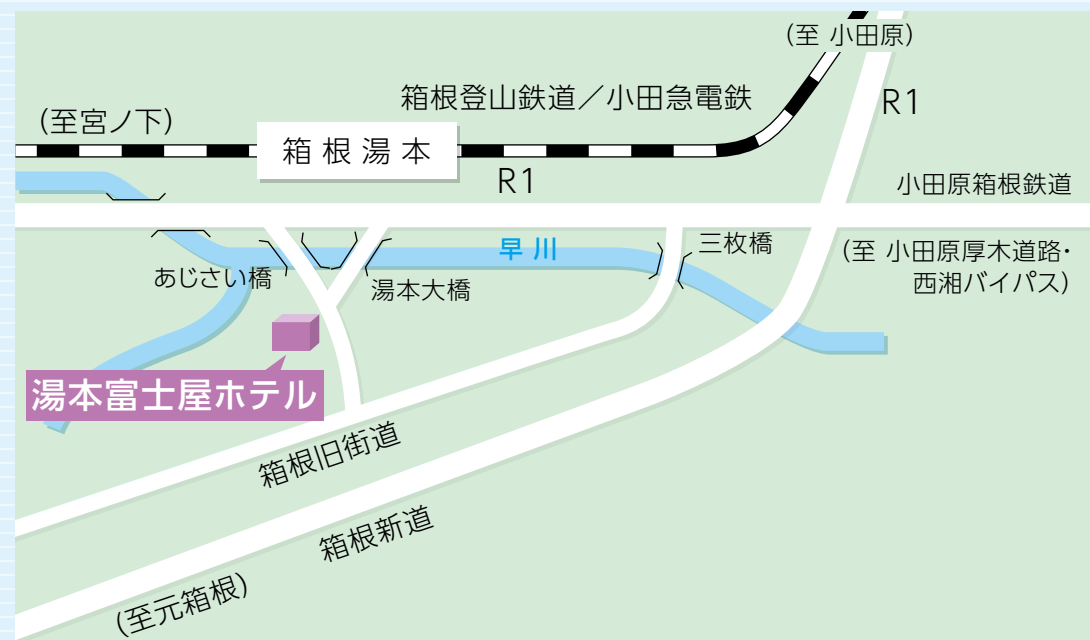 (至 小田原)
箱根登山鉄道／小田急電鉄
R1
(至宮ノ下)
箱根湯本
R1
小田原箱根鉄道
早川
三枚橋
(至 小田原厚木道路・
西湘バイパス)
あじさい橋
湯本大橋
湯本富士屋ホテル
箱根旧街道
箱根新道
(至元箱根)